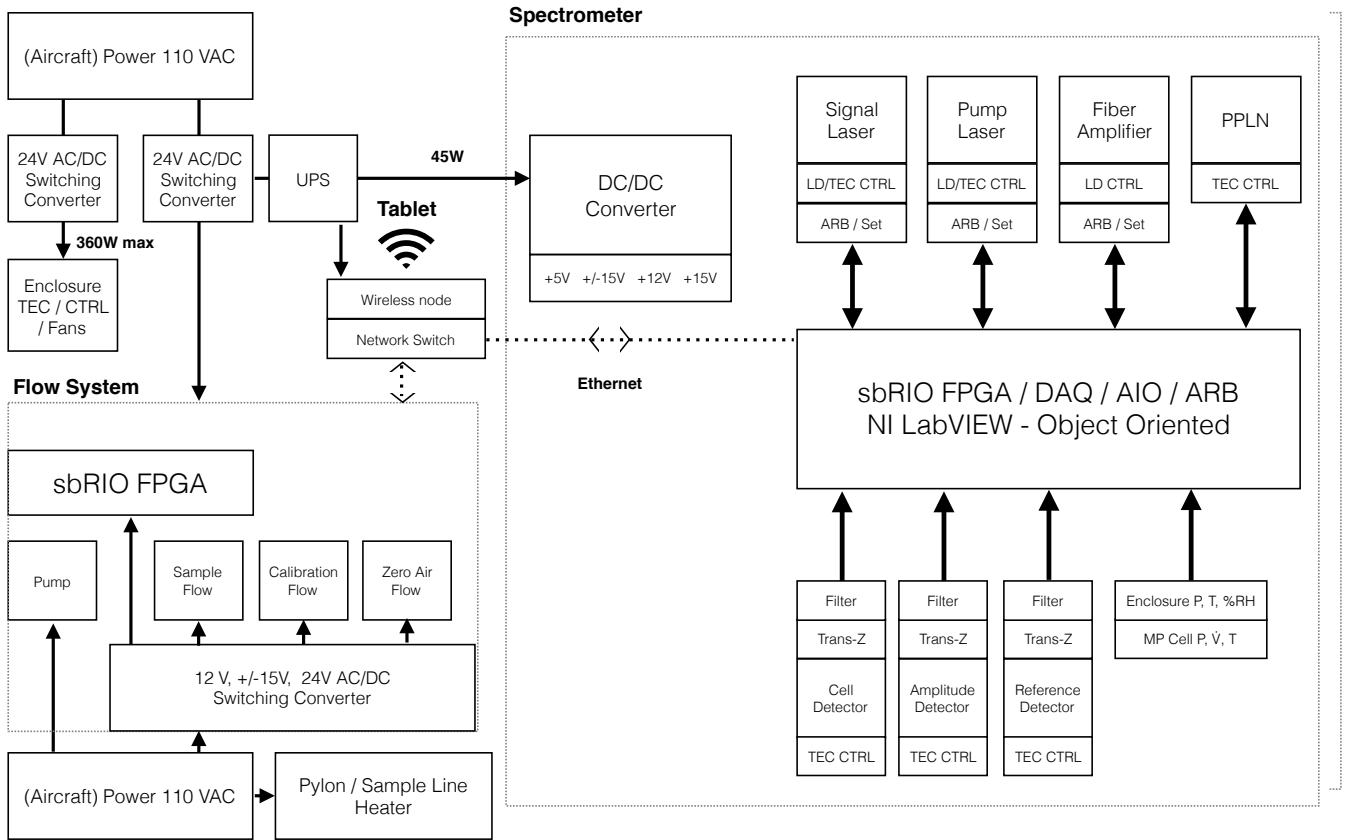 Spectrometer
(Aircraft) Power 110 VAC
24V AC/DC
Switching
Converter
24V AC/DC
Switching
Converter
UPS
45W
Tablet
360W max
Enclosure
TEC / CTRL
/ Fans
Wireless node
Network Switch
DC/DC
Converter
+5V +/-15V +12V +15V
Ethernet
Signal
Laser
LD/TEC CTRL
ARB / Set
Pump
Laser
LD/TEC CTRL
ARB / Set
Fiber
Amplifier
LD CTRL
ARB / Set
PPLN
TEC CTRL
sbRIO FPGA / DAQ / AIO / ARB
NI LabVIEW - Object Oriented
Filter
Trans-Z
Cell
Detector
TEC CTRL
Filter
Trans-Z
Amplitude
Detector
TEC CTRL
Filter
Trans-Z
Reference
Detector
TEC CTRL
Enclosure P, T, %RH
MP Cell P, V̇, T
Flow System
sbRIO FPGA
Pump
Sample
Flow
Calibration
Flow
Zero Air
Flow
12 V, +/-15V, 24V AC/DC
Switching Converter
(Aircraft) Power 110 VAC
Pylon / Sample Line
Heater